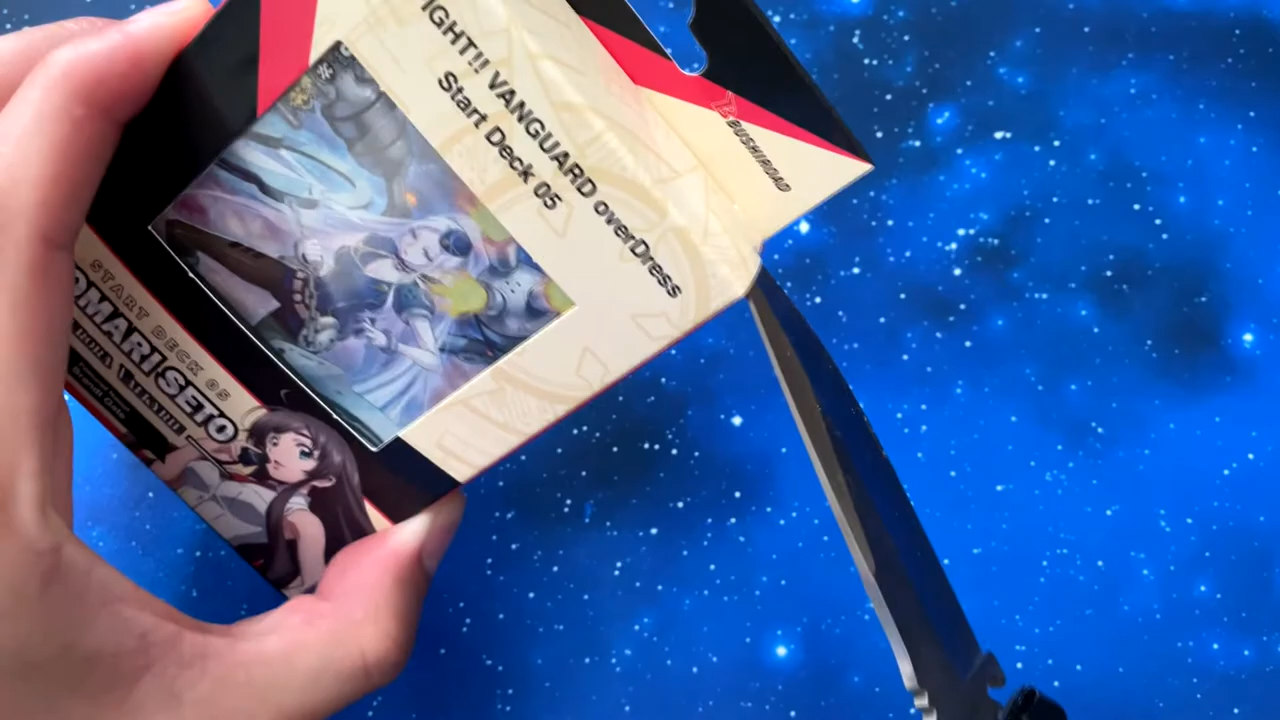 IGHT!! VANGUARD overDress
Start Deck 05
BUSHIROAD
START DECK 05
OMARI SETO